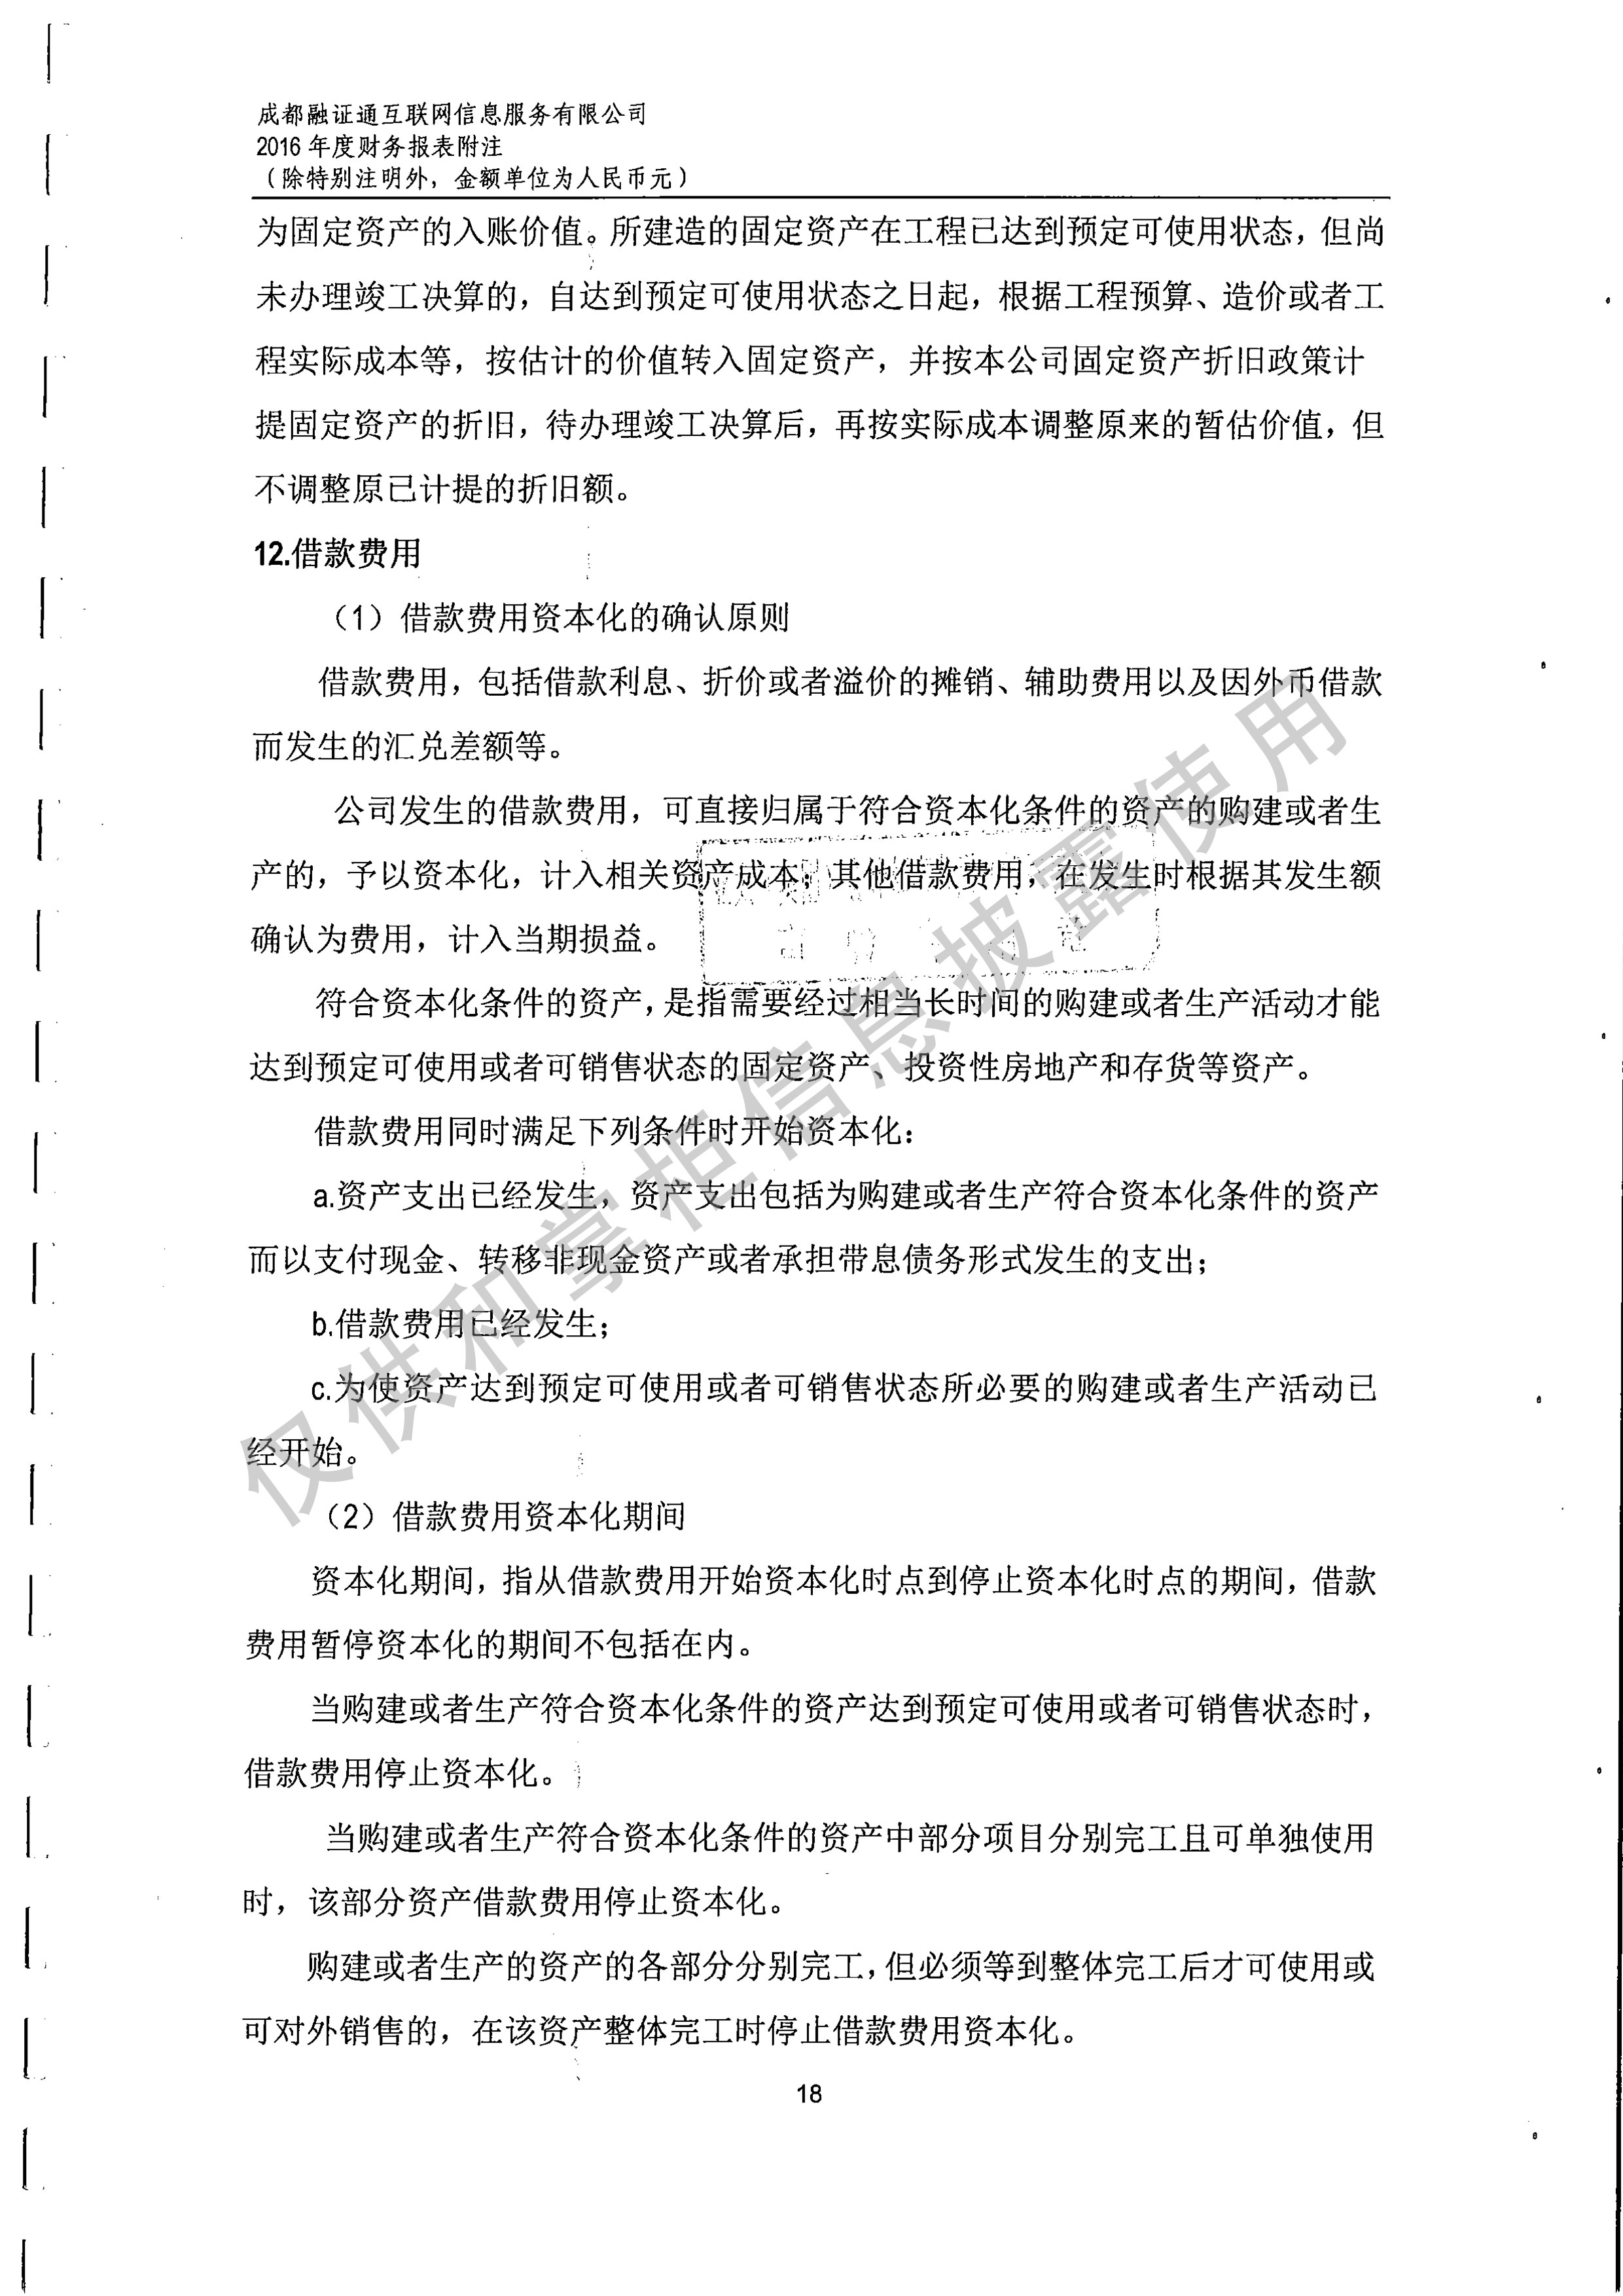 成都融证通互联网信息服务有限公司
2016 年度财务报表附注
（除特别注明外，金额单位为人民币元）
为固定资产的入账价值。所建造的固定资产在工程已达到预定可使用状态，但尚
未办理竣工决算的，自达到预定可使用状态之日起，根据工程预算、造价或者工
程实际成本等，按估计的价值转入固定资产，并按本公司固定资产折旧政策计
提固定资产的折旧，待办理竣工决算后，再按实际成本调整原来的暂估价值，但
不调整原已计提的折旧额。
12.借款费用
（1）借款费用资本化的确认原则
借款费用，包括借款利息、折价或者溢价的摊销、辅助费用以及因外币借款
而发生的汇兑差额等。
公司发生的借款费用，可直接归属于符合资本化条件的资产的购建或者生
产的，予以资本化，计入相关资产成本；其他借款费用，在发生时根据其发生额
确认为费用，计入当期损益。
符合资本化条件的资产，是指需要经过相当长时间的购建或者生产活动才能
达到预定可使用或者可销售状态的固定资产、投资性房地产和存货等资产。
借款费用同时满足下列条件时开始资本化：
a.资产支出已经发生，资产支出包括为购建或者生产符合资本化条件的资产
而以支付现金、转移非现金资产或者承担带息债务形式发生的支出；
b.借款费用已经发生；
c.为使资产达到预定可使用或者可销售状态所必要的购建或者生产活动已
经开始。
（2）借款费用资本化期间
资本化期间，指从借款费用开始资本化时点到停止资本化时点的期间，借款
费用暂停资本化的期间不包括在内。
当购建或者生产符合资本化条件的资产达到预定可使用或者可销售状态时，
借款费用停止资本化。
当购建或者生产符合资本化条件的资产中部分项目分别完工且可单独使用
时，该部分资产借款费用停止资本化。
购建或者生产的资产的各部分分别完工，但必须等到整体完工后才可使用或
可对外销售的，在该资产整体完工时停止借款费用资本化。
18
仅供和掌柜信息披露使用